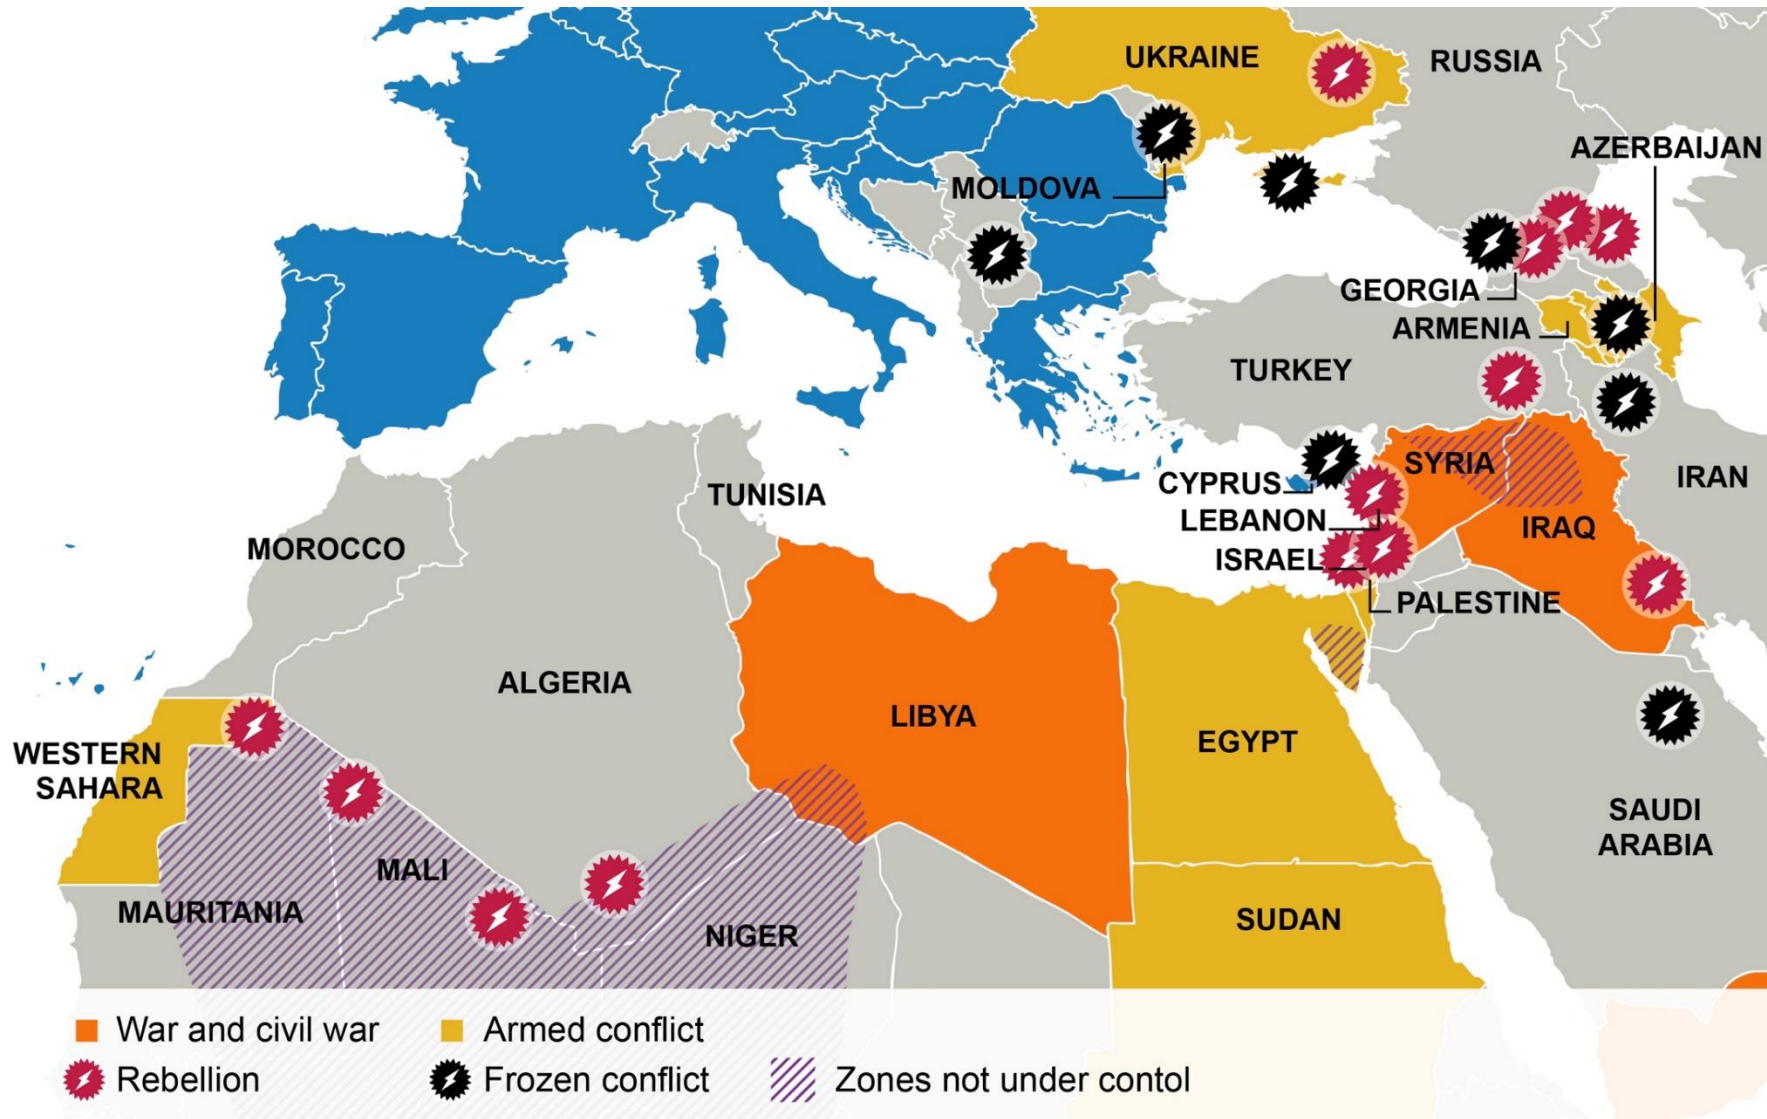 UKRAINE
RUSSIA
AZERBAIJAN
MOLDOVA
GEORGIA
ARMENIA
TURKEY
SYRIA
CYPRUS
IRAN
TUNISIA
LEBANON
IRAQ
MOROCCO
ISRAEL
PALESTINE
ALGERIA
LIBYA
EGYPT
WESTERN
SAHARA
SAUDI
ARABIA
MALI
MAURITANIA
NIGER
SUDAN
War and civil war
Armed conflict
Rebellion
Frozen conflict
Zones not under contol